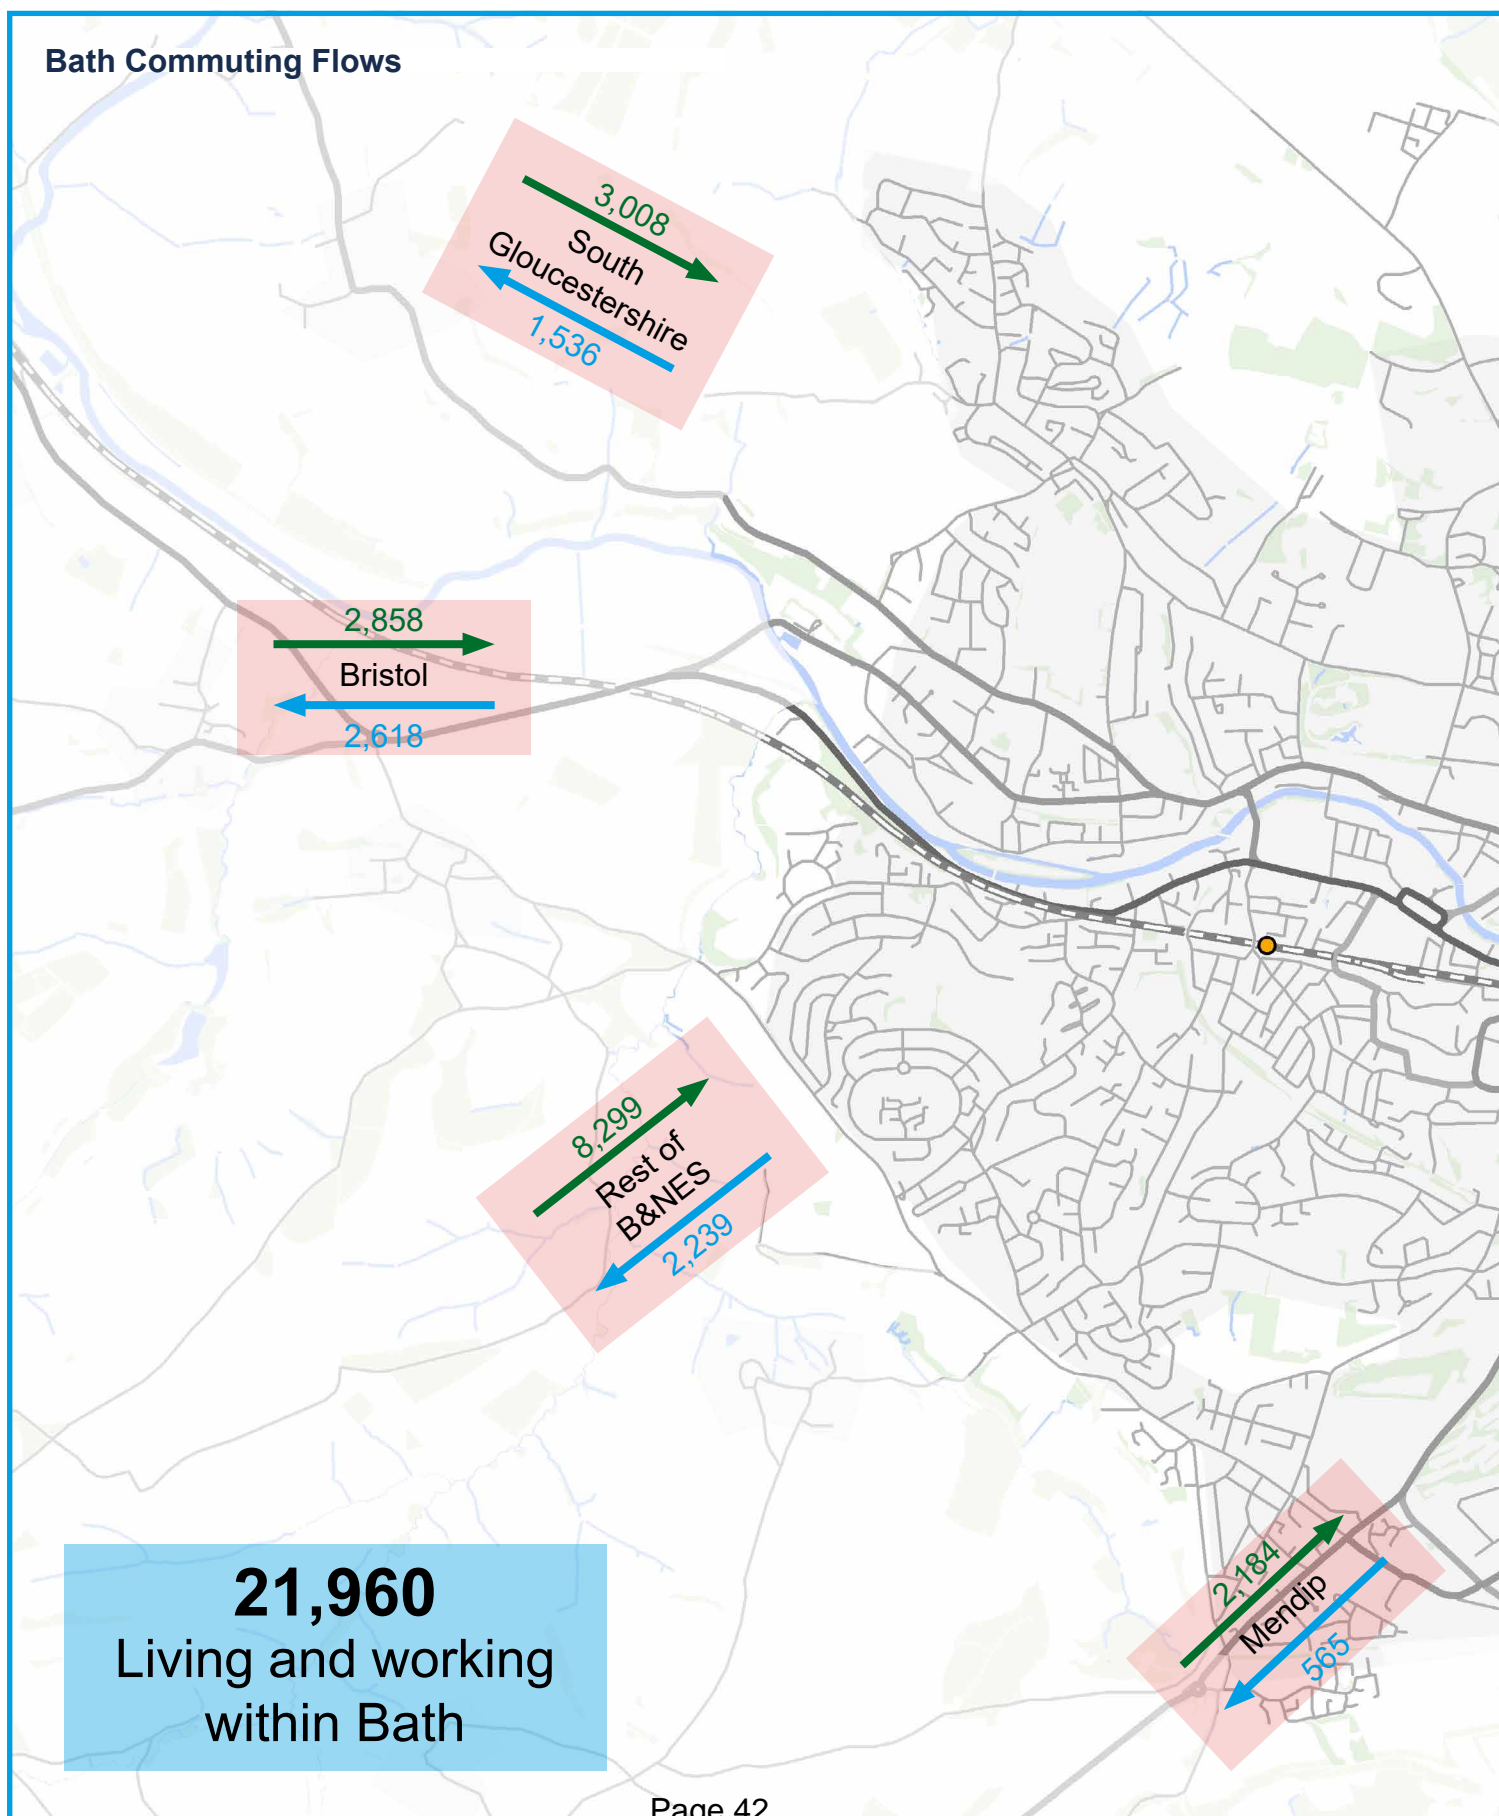 Bath Commuting Flows
3,008
South
Gloucestershire
1,536
2,858
Bristol
2,618
8,299
Rest of
B&NES
2,239
2,184
Mendip
565
21,960
Living and working
within Bath
Page 42